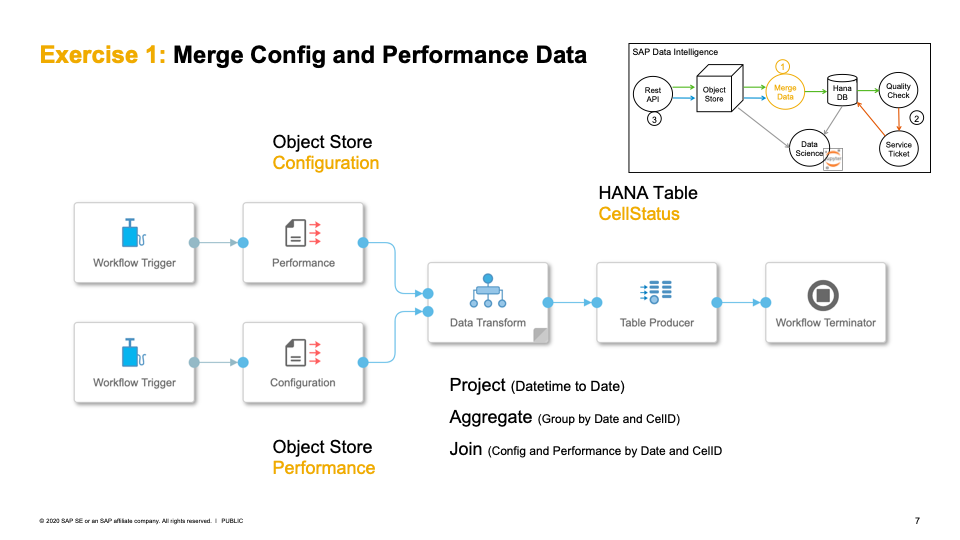 Exercise 1: Merge Config and Performance Data
SAP Data Intelligence
1
Rest
API
3
Object
Store
Merge
Data
Hana
DB
Quality
Check
2
Data
Science
jupyter
Service
Ticket
Object Store
Configuration
HANA Table
CellStatus
Workflow Trigger
Performance
Workflow Trigger
Configuration
Data Transform
Table Producer
Workflow Terminator
Object Store
Performance
Project (Datetime to Date)
Aggregate (Group by Date and CellID)
Join (Config and Performance by Date and CellID
© 2020 SAP SE or an SAP affiliate company. All rights reserved. ǀ PUBLIC
7